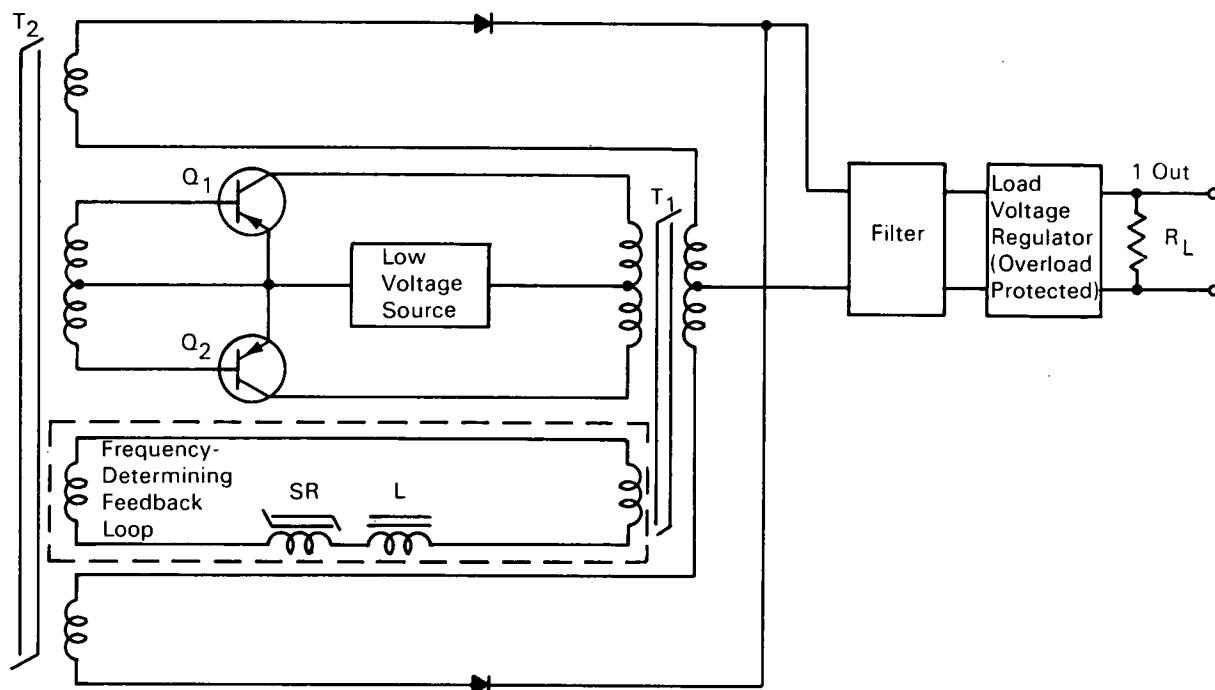 T2
Q1
Low
Voltage
Source
Q2
T1
Filter
Load
Voltage
Regulator
(Overload
Protected)
1 Out
RL
Frequency-
Determining
Feedback
Loop
SR
L